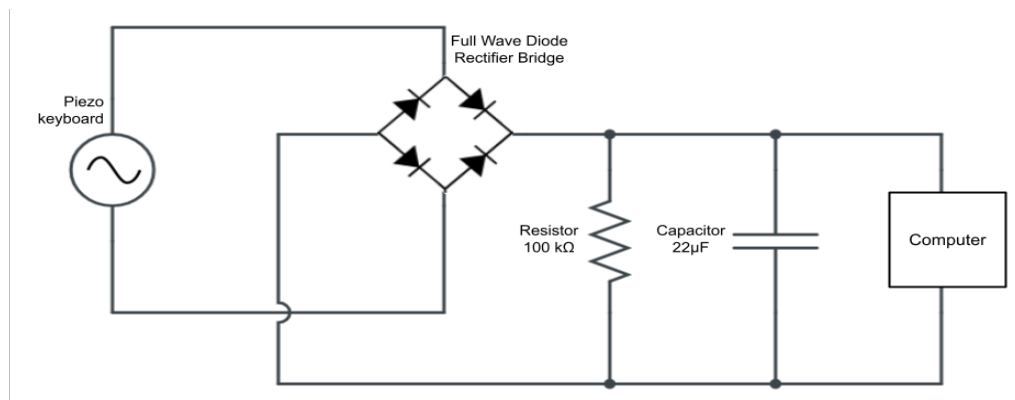 Full Wave Diode
Rectifier Bridge
Piezo
keyboard
Resistor
100 kΩ
Capacitor
22μF
Computer